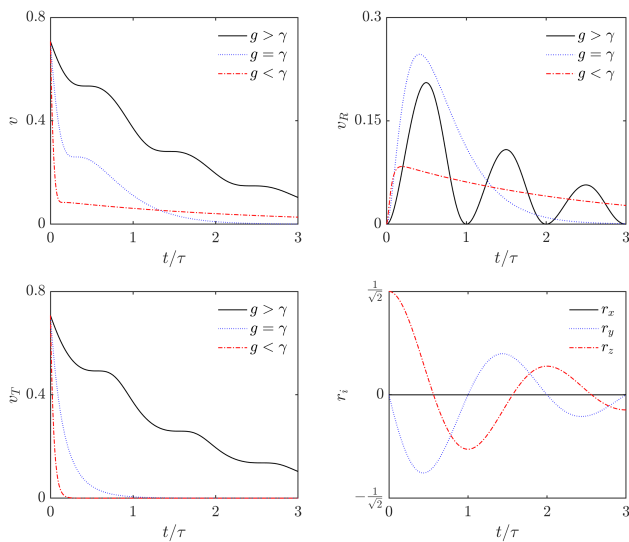 0.8
0.4
0
v
0
1
2
3
t/τ
g > γ
g = γ
g < γ
0.3
0.15
0
v_R
0
1
2
3
t/τ
g > γ
g = γ
g < γ
0.8
0.4
0
v_T
0
1
2
3
t/τ
g > γ
g = γ
g < γ
1/√2
0
−1/√2
r_i
0
1
2
3
t/τ
r_x
r_y
r_z